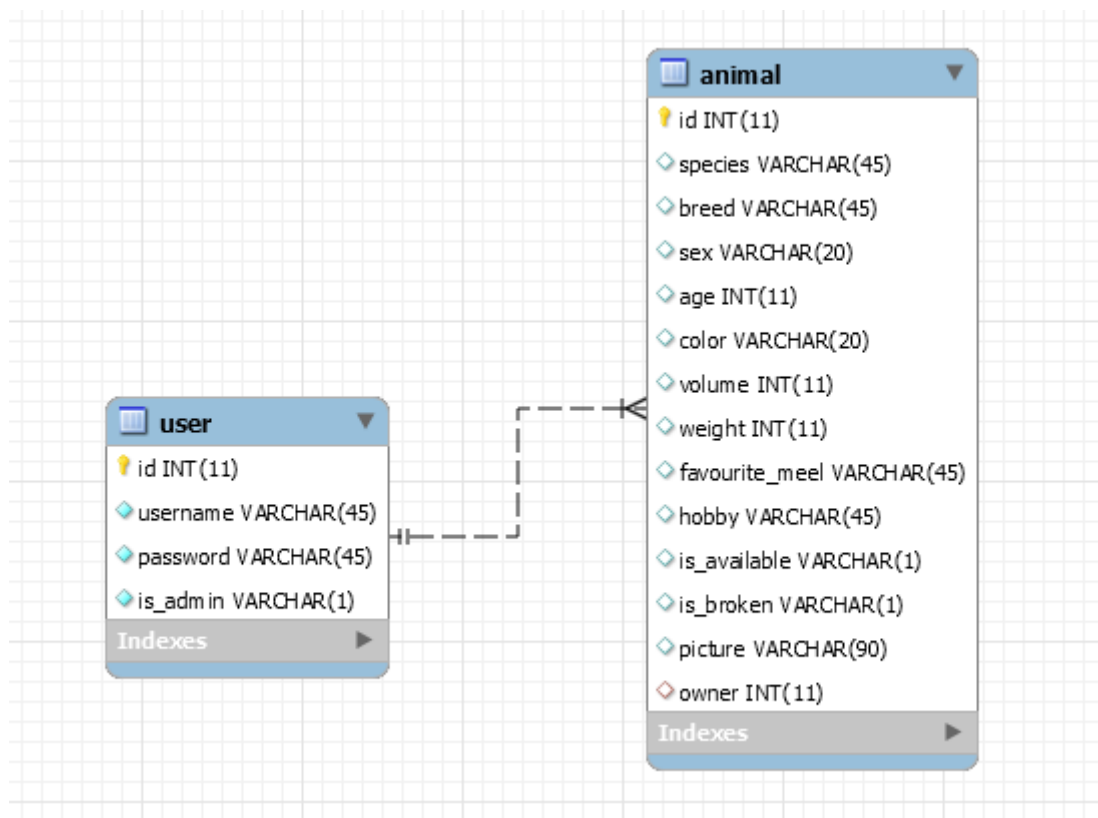 animal
id INT(11)
species VARCHAR(45)
breed VARCHAR(45)
sex VARCHAR(20)
age INT(11)
color VARCHAR(20)
volume INT(11)
weight INT(11)
favourite_meel VARCHAR(45)
hobby VARCHAR(45)
is_available VARCHAR(1)
is_broken VARCHAR(1)
picture VARCHAR(90)
owner INT(11)
Indexes
user
id INT(11)
username VARCHAR(45)
password VARCHAR(45)
is_admin VARCHAR(1)
Indexes